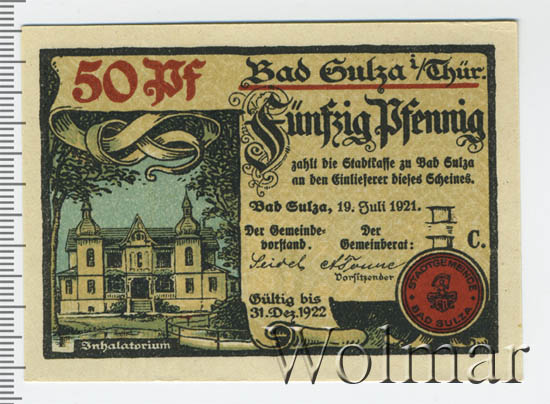 50 Pf
Bad Sulza i/Thür.
Fünfzig Pfennig
zahlt die Stadtkasse zu Bad Sulza
an den Einlieferer dieses Scheines.
Bad Sulza, 19. Juli 1921.
Der Gemeinde-
vorstand.
Der
Gemeinderat:
II
II C.
Seidel
Vorsitzender
Gültig bis
31. Dez. 1922
STADTGEMEINDE
BAD SULZA
Inhalatorium
Wolmar